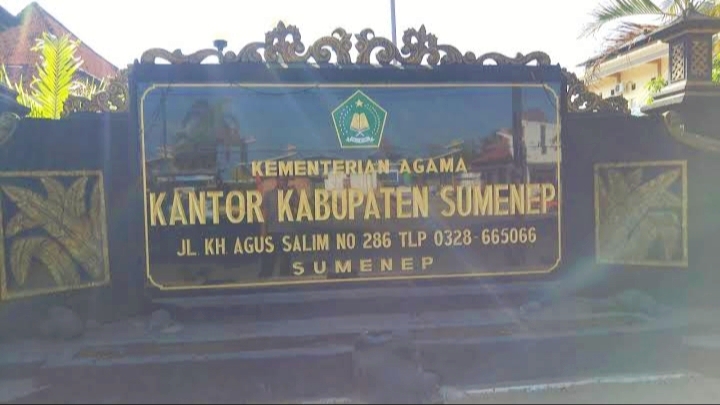 KEMENTERIAN AGAMA
KANTOR KABUPATEN SUMENEP
JL. KH. AGUS SALIM NO 286 TLP 0328-665066
SUMENEP